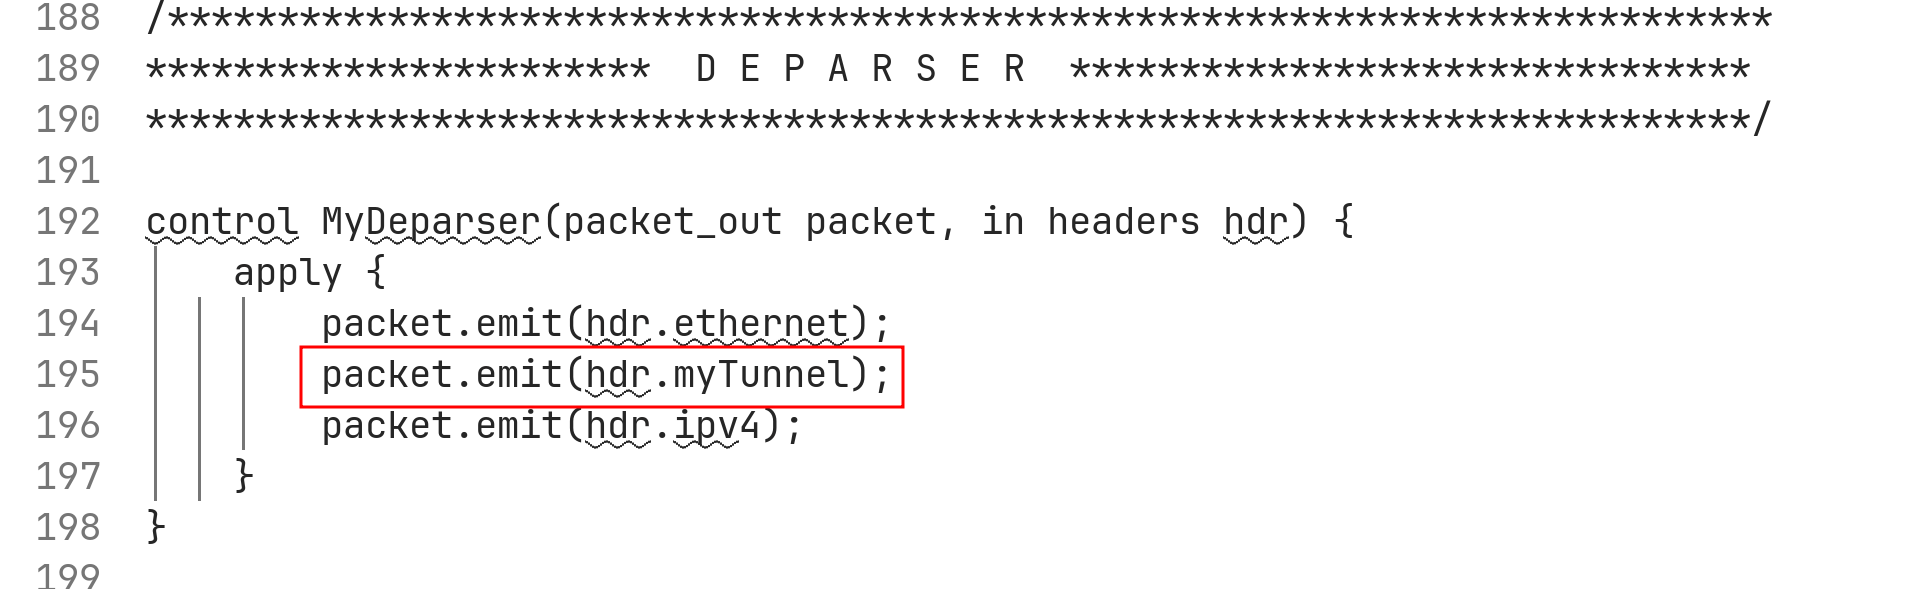 188 /*************************************************************************
189 ***********************  D E P A R S E R  *******************************
190 *************************************************************************/
191
192 control MyDeparser(packet_out packet, in headers hdr) {
193     apply {
194         packet.emit(hdr.ethernet);
195         packet.emit(hdr.myTunnel);
196         packet.emit(hdr.ipv4);
197     }
198 }
199